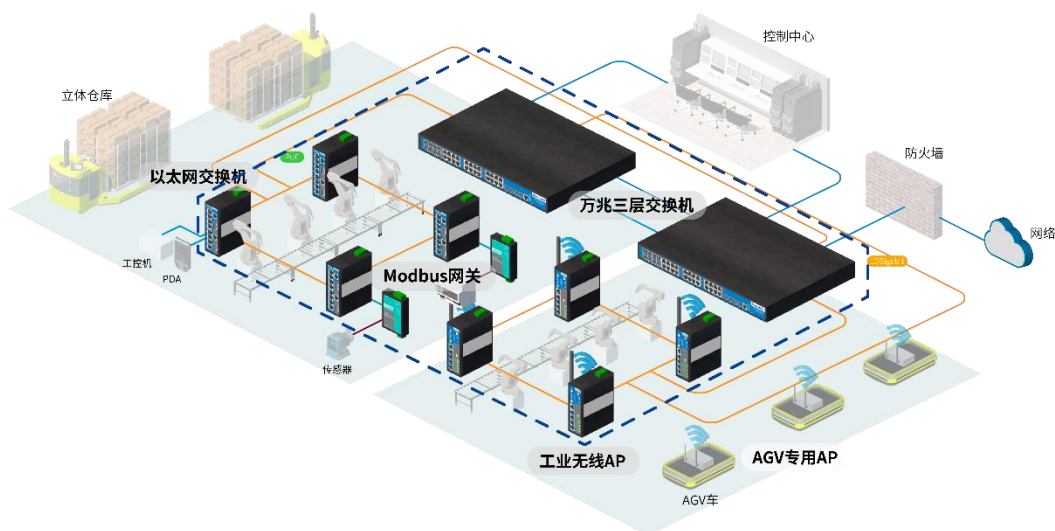 控制中心
立体仓库
防火墙
PoE
以太网交换机
万兆三层交换机
网络
工控机
PDA
Modbus网关
10Gigabit
传感器
工业无线AP
AGV专用AP
AGV车